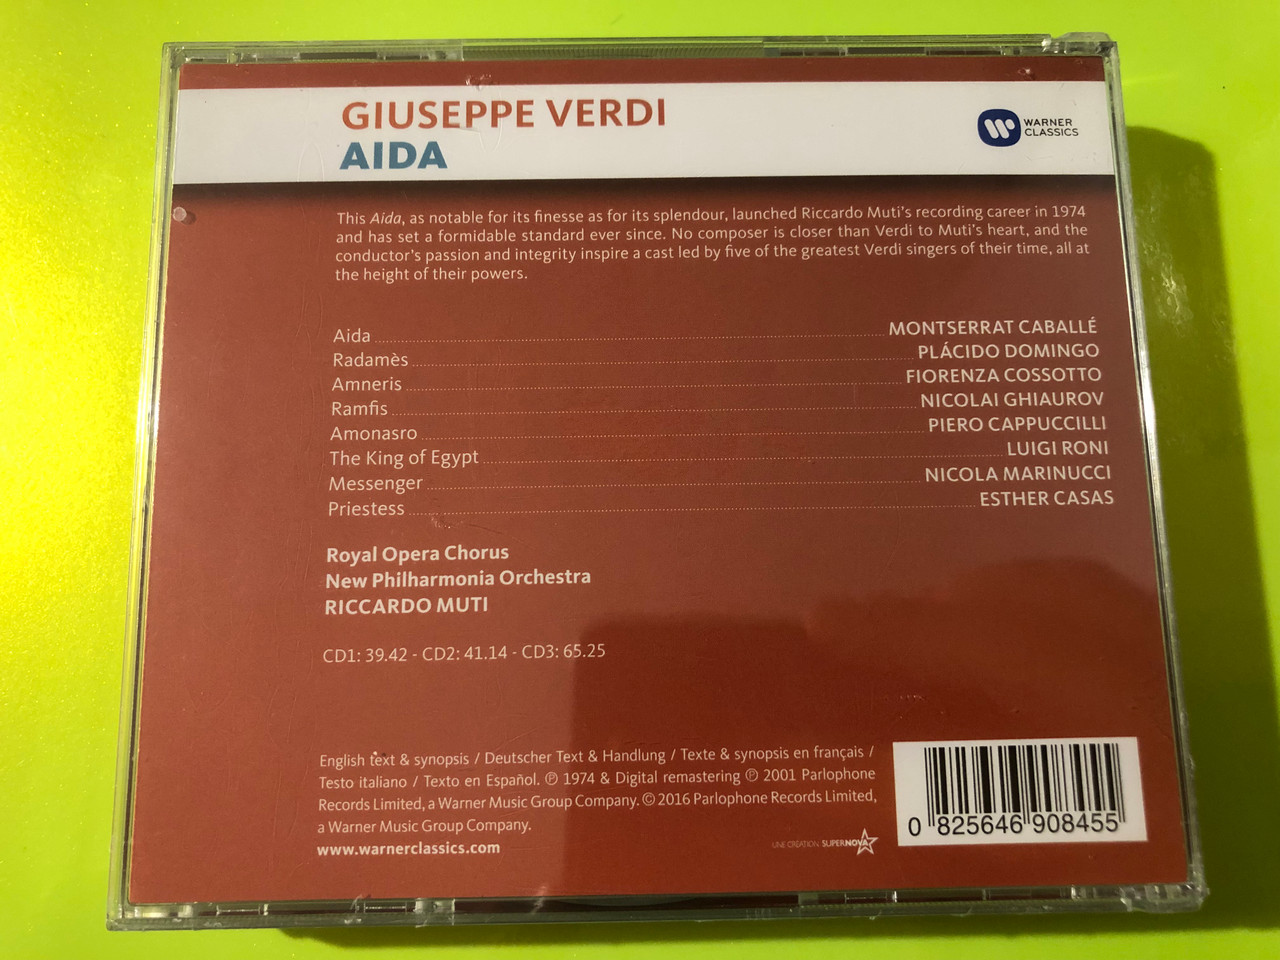 GIUSEPPE VERDI
AIDA
WARNER
CLASSICS
This Aida, as notable for its finesse as for its splendour, launched Riccardo Muti's recording career in 1974
and has set a formidable standard ever since. No composer is closer than Verdi to Muti's heart, and the
conductor's passion and integrity inspire a cast led by five of the greatest Verdi singers of their time, all at
the height of their powers.
Aida MONTSERRAT CABALLÉ
Radamès PLÁCIDO DOMINGO
Amneris FIORENZA COSSOTTO
Ramfis NICOLAI GHIAUROV
Amonasro PIERO CAPPUCCILLI
The King of Egypt LUIGI RONI
Messenger NICOLA MARINUCCI
Priestess ESTHER CASAS
Royal Opera Chorus
New Philharmonia Orchestra
RICCARDO MUTI
CD1: 39.42 - CD2: 41.14 - CD3: 65.25
English text & synopsis / Deutscher Text & Handlung / Texte & synopsis en français /
Testo italiano / Texto en Español. ℗ 1974 & Digital remastering ℗ 2001 Parlophone
Records Limited, a Warner Music Group Company. © 2016 Parlophone Records Limited,
a Warner Music Group Company.
www.warnerclassics.com
UNE CRÉATION SUPERNOVA
0 825646 908455